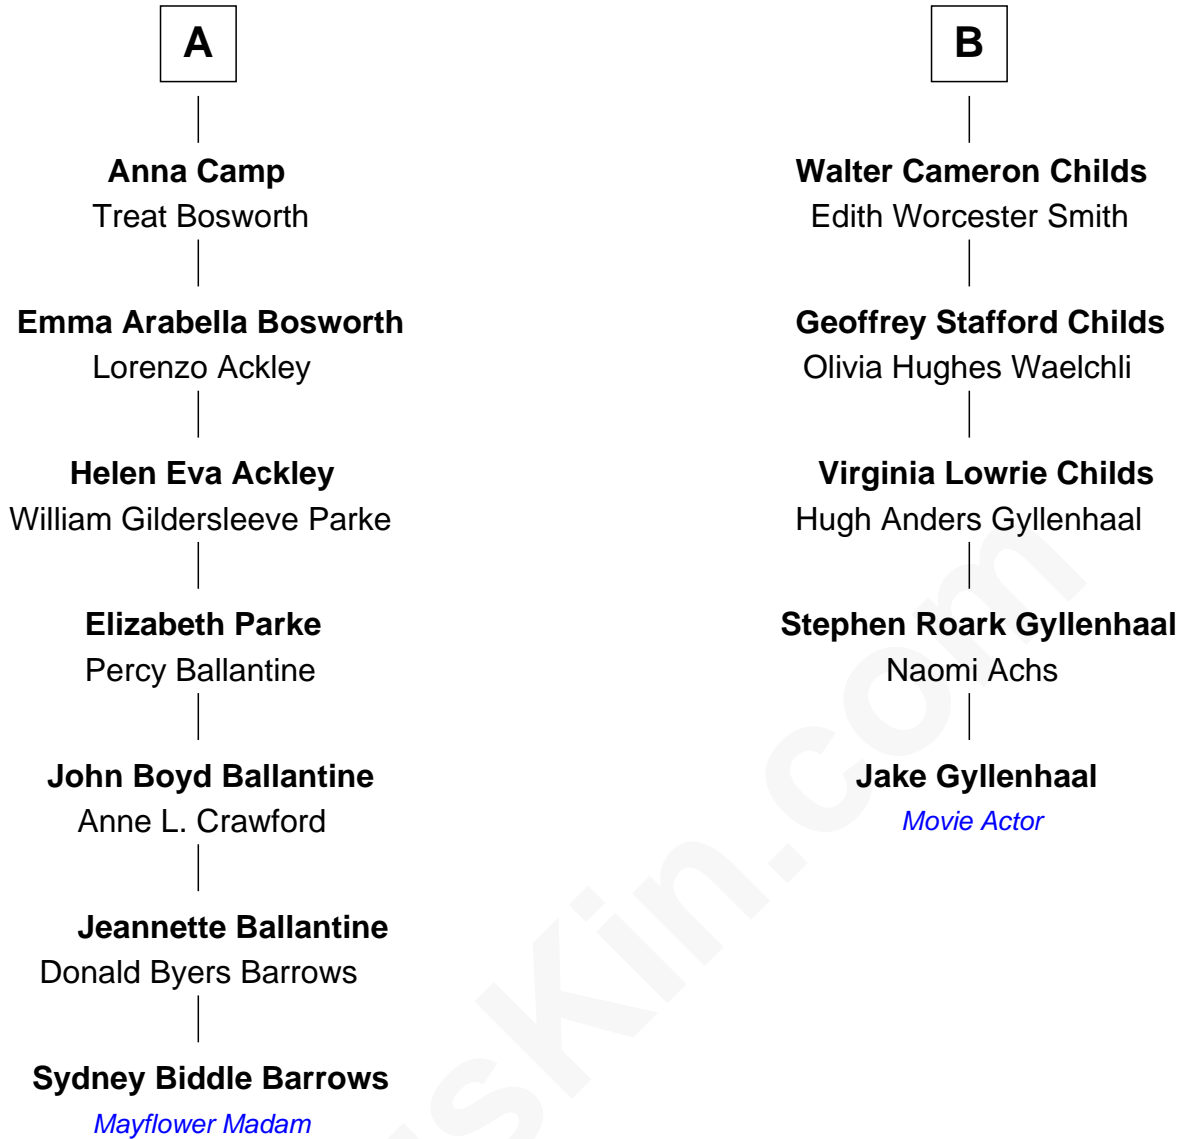 A
Anna Camp
Treat Bosworth
Emma Arabella Bosworth
Lorenzo Ackley
Helen Eva Ackley
William Gildersleeve Parke
Elizabeth Parke
Percy Ballantine
John Boyd Ballantine
Anne L. Crawford
Jeannette Ballantine
Donald Byers Barrows
Sydney Biddle Barrows
Mayflower Madam
B
Walter Cameron Childs
Edith Worcester Smith
Geoffrey Stafford Childs
Olivia Hughes Waelchli
Virginia Lowrie Childs
Hugh Anders Gyllenhaal
Stephen Roark Gyllenhaal
Naomi Achs
Jake Gyllenhaal
Movie Actor
sKin.com